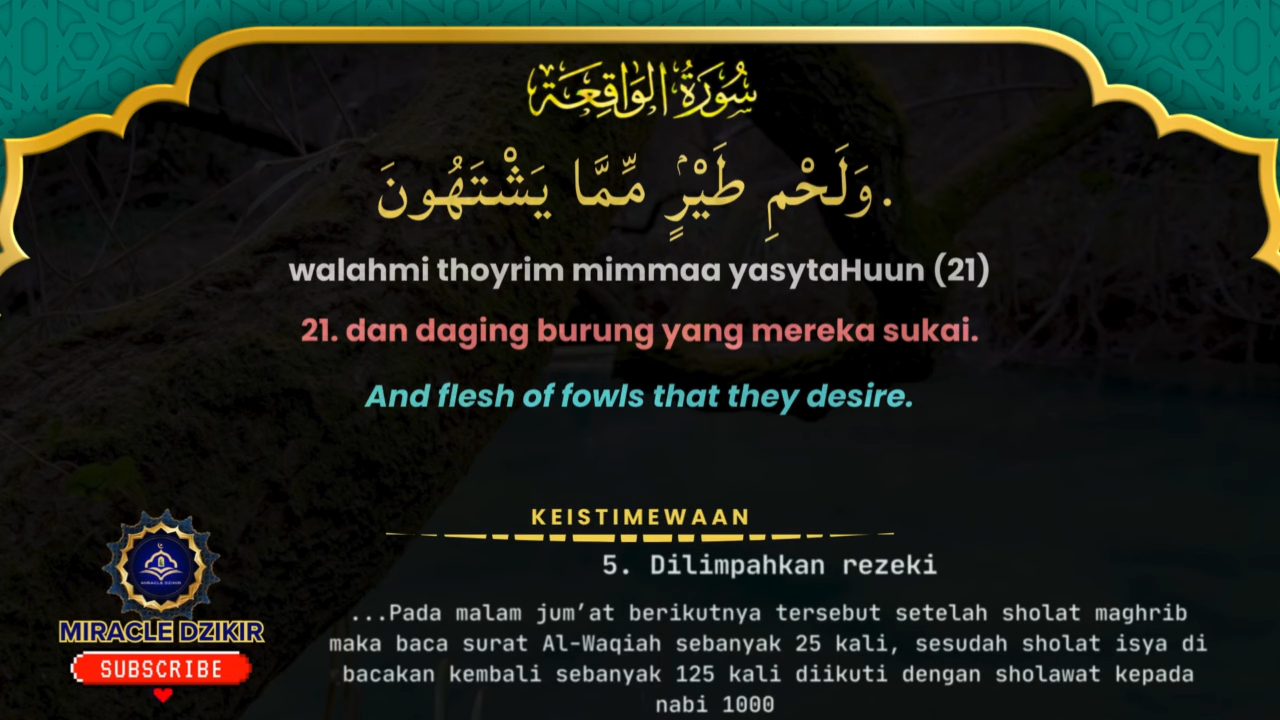 سُورَةُ الوَاقِعَة
وَلَحْمِ طَيْرٍۢ مِّمَّا يَشْتَهُونَ.
walahmi thoyrim mimmaa yasytaHuun (21)
21. dan daging burung yang mereka sukai.
And flesh of fowls that they desire.
KEISTIMEWAAN
5. Dilimpahkan rezeki
...Pada malam jum’at berikutnya tersebut setelah sholat maghrib
maka baca surat Al-Waqiah sebanyak 25 kali, sesudah sholat isya di
bacakan kembali sebanyak 125 kali diikuti dengan sholawat kepada
nabi 1000
MIRACLE DZIKIR
MIRACLE DZIKIR
SUBSCRIBE